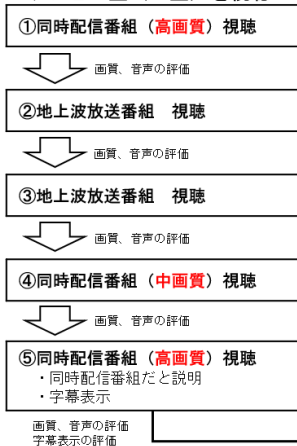 ①同時配信番組（高画質）視聴
画質、音声の評価
②地上波放送番組　視聴
画質、音声の評価
③地上波放送番組　視聴
画質、音声の評価
④同時配信番組（中画質）視聴
画質、音声の評価
⑤同時配信番組（高画質）視聴
・同時配信番組だと説明
・字幕表示
画質、音声の評価
字幕表示の評価